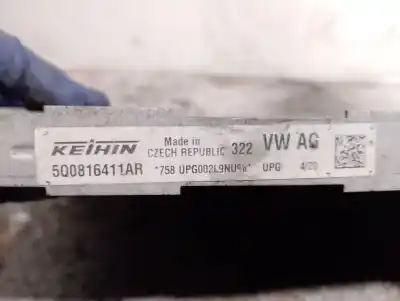 KEIHIN Made in CZECH REPUBLIC 322 VW AG
5Q0816411AR UPG 4/20